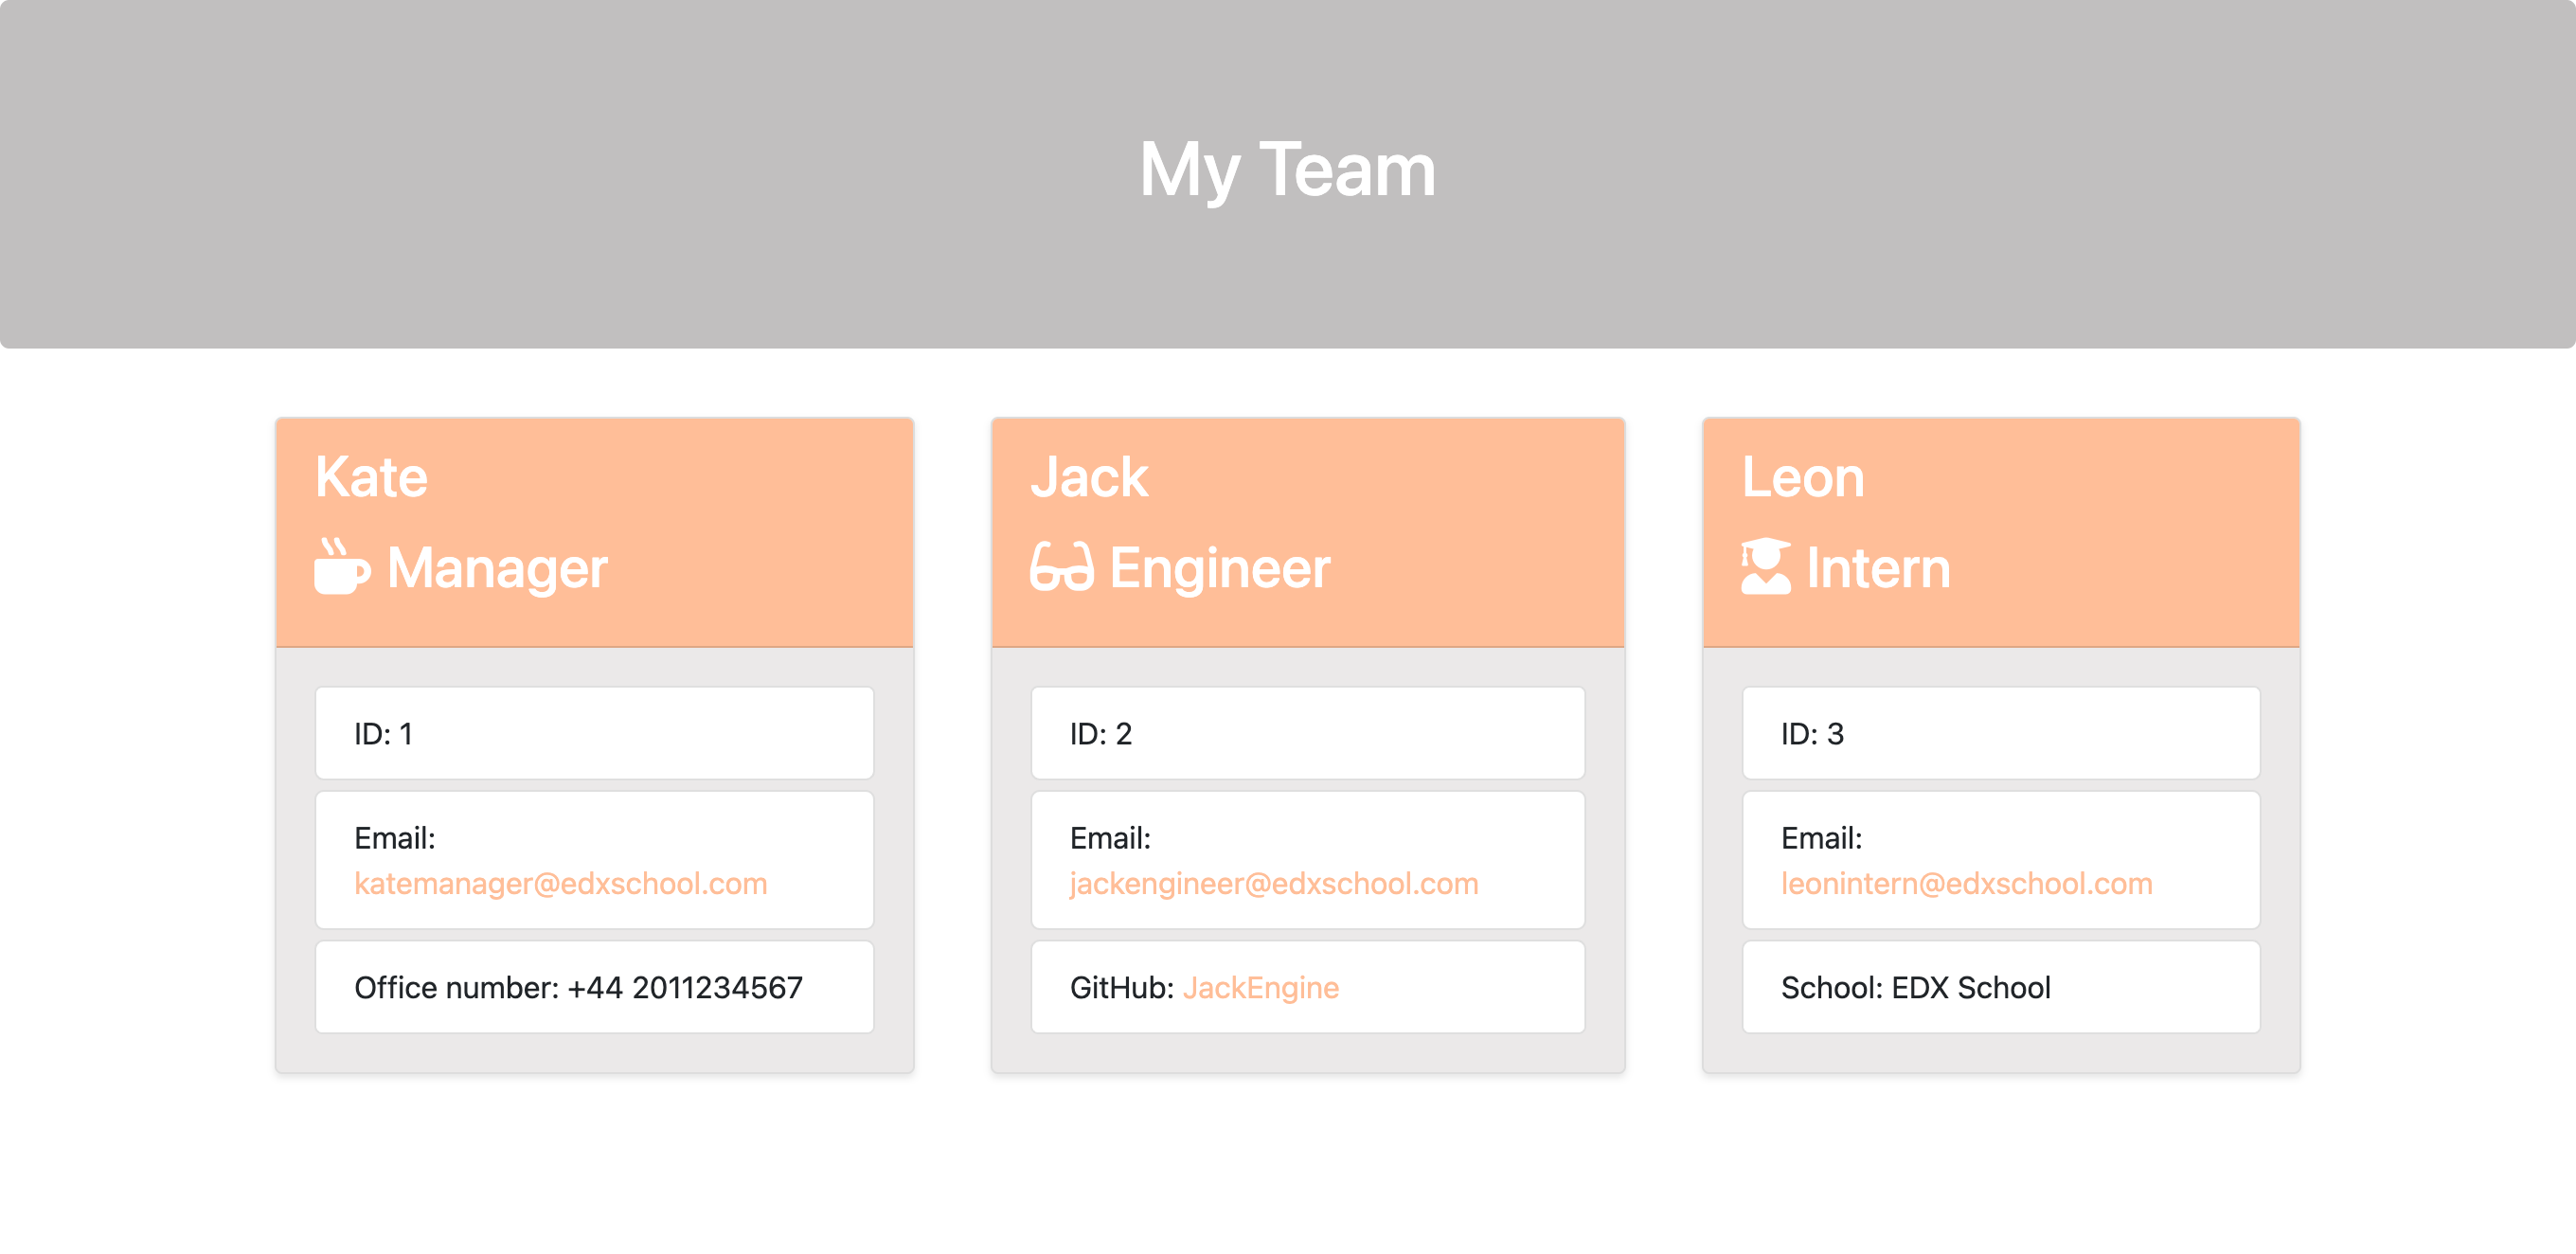 My Team
Kate
Manager
ID: 1
Email:
katemanager@edxschool.com
Office number: +44 2011234567
Jack
Engineer
ID: 2
Email:
jackengineer@edxschool.com
GitHub: JackEngine
Leon
Intern
ID: 3
Email:
leonintern@edxschool.com
School: EDX School